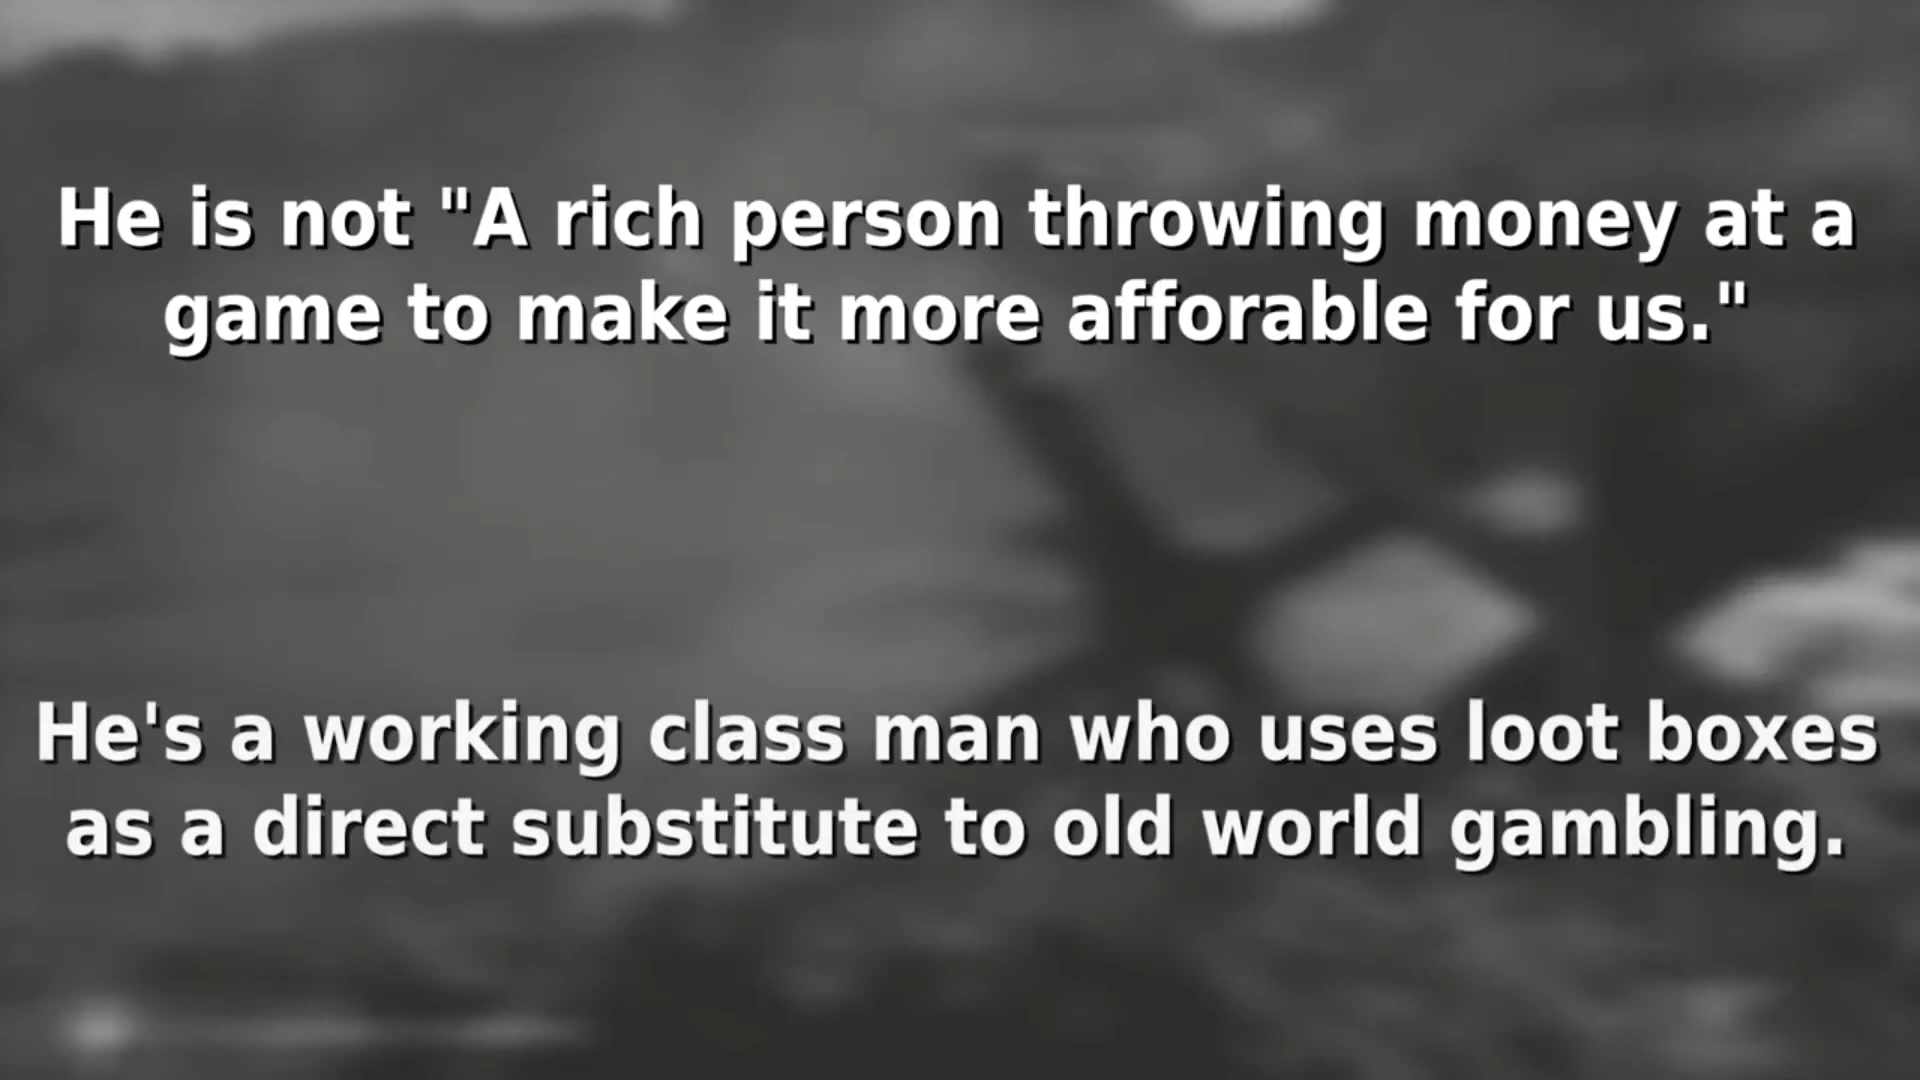 He is not "A rich person throwing money at a
game to make it more afforable for us."
He's a working class man who uses loot boxes
as a direct substitute to old world gambling.